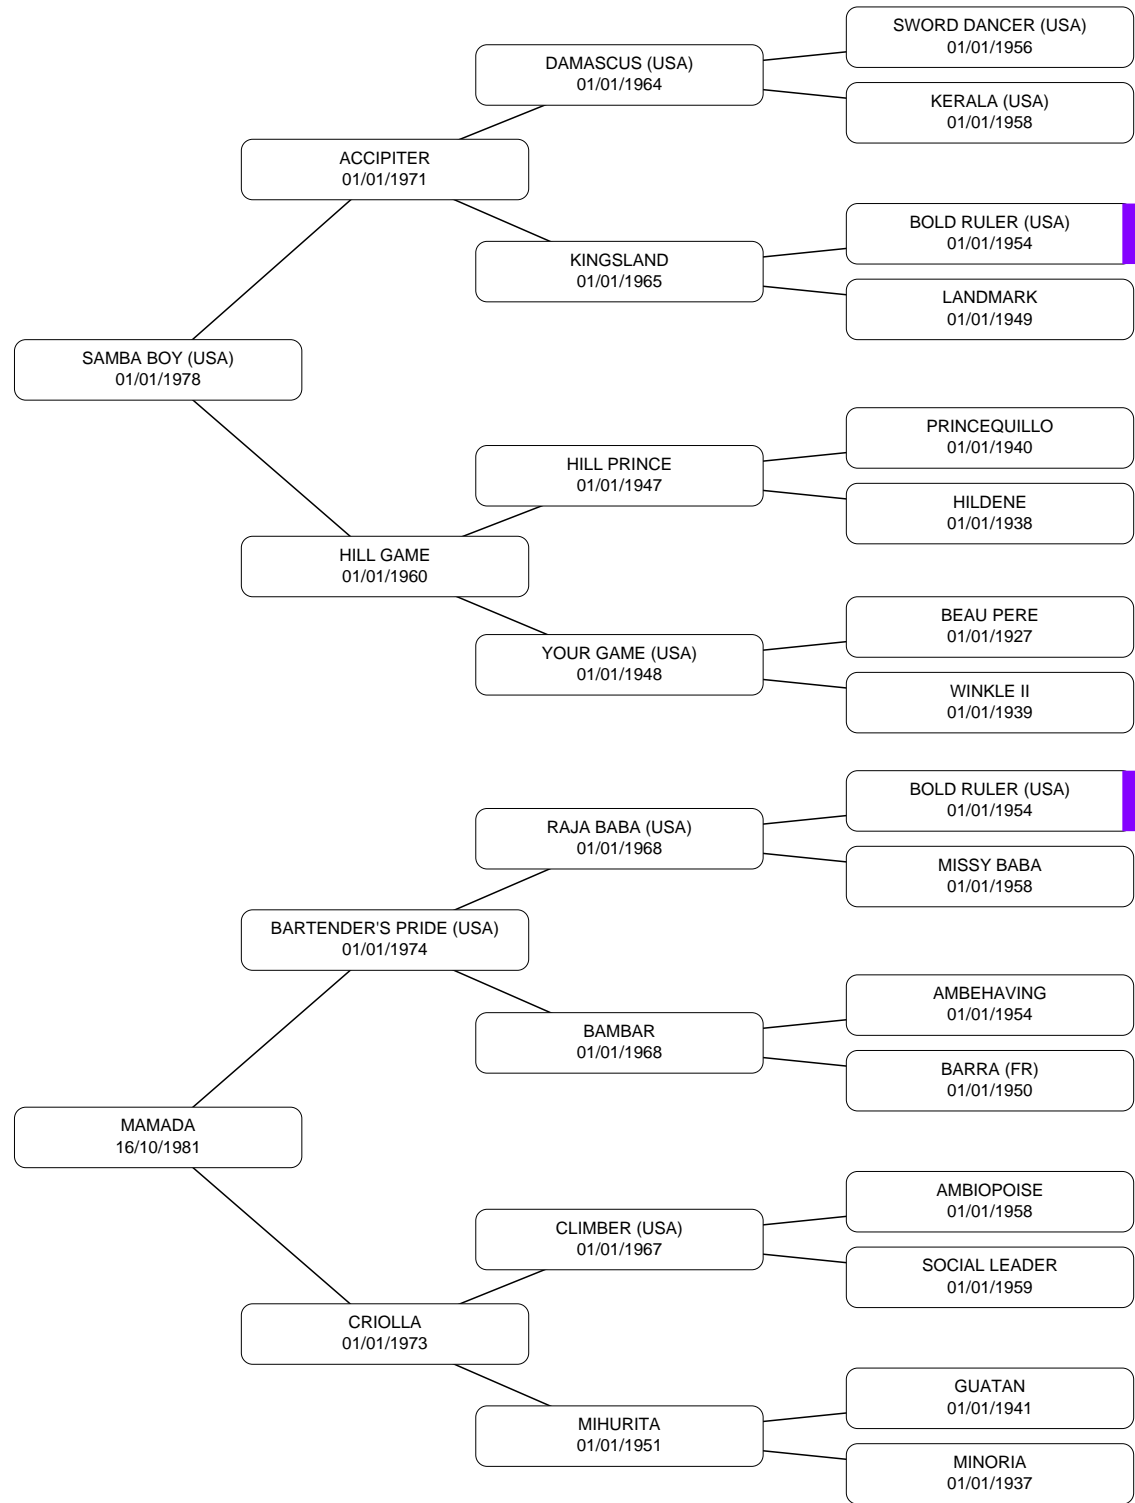 SWORD DANCER (USA)
01/01/1956
DAMASCUS (USA)
01/01/1964
KERALA (USA)
01/01/1958
ACCIPITER
01/01/1971
BOLD RULER (USA)
01/01/1954
KINGSLAND
01/01/1965
LANDMARK
01/01/1949
SAMBA BOY (USA)
01/01/1978
PRINCEQUILLO
01/01/1940
HILL PRINCE
01/01/1947
HILDENE
01/01/1938
HILL GAME
01/01/1960
BEAU PERE
01/01/1927
YOUR GAME (USA)
01/01/1948
WINKLE II
01/01/1939
BOLD RULER (USA)
01/01/1954
RAJA BABA (USA)
01/01/1968
MISSY BABA
01/01/1958
BARTENDER'S PRIDE (USA)
01/01/1974
AMBEHAVING
01/01/1954
BAMBAR
01/01/1968
BARRA (FR)
01/01/1950
MAMADA
16/10/1981
AMBIOPOISE
01/01/1958
CLIMBER (USA)
01/01/1967
SOCIAL LEADER
01/01/1959
CRIOLLA
01/01/1973
GUATAN
01/01/1941
MIHURITA
01/01/1951
MINORIA
01/01/1937